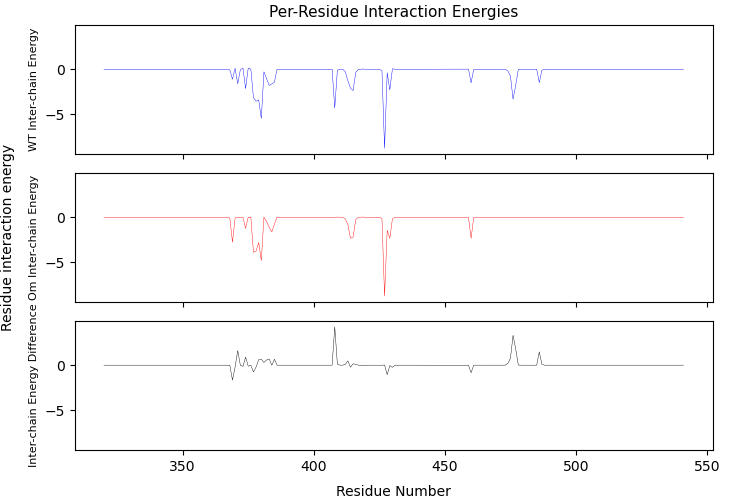 Per-Residue Interaction Energies
Residue interaction energy
WT Inter-chain Energy
0
−5
Om Inter-chain Energy
0
−5
Inter-chain Energy Difference
0
−5
350
400
450
500
550
Residue Number